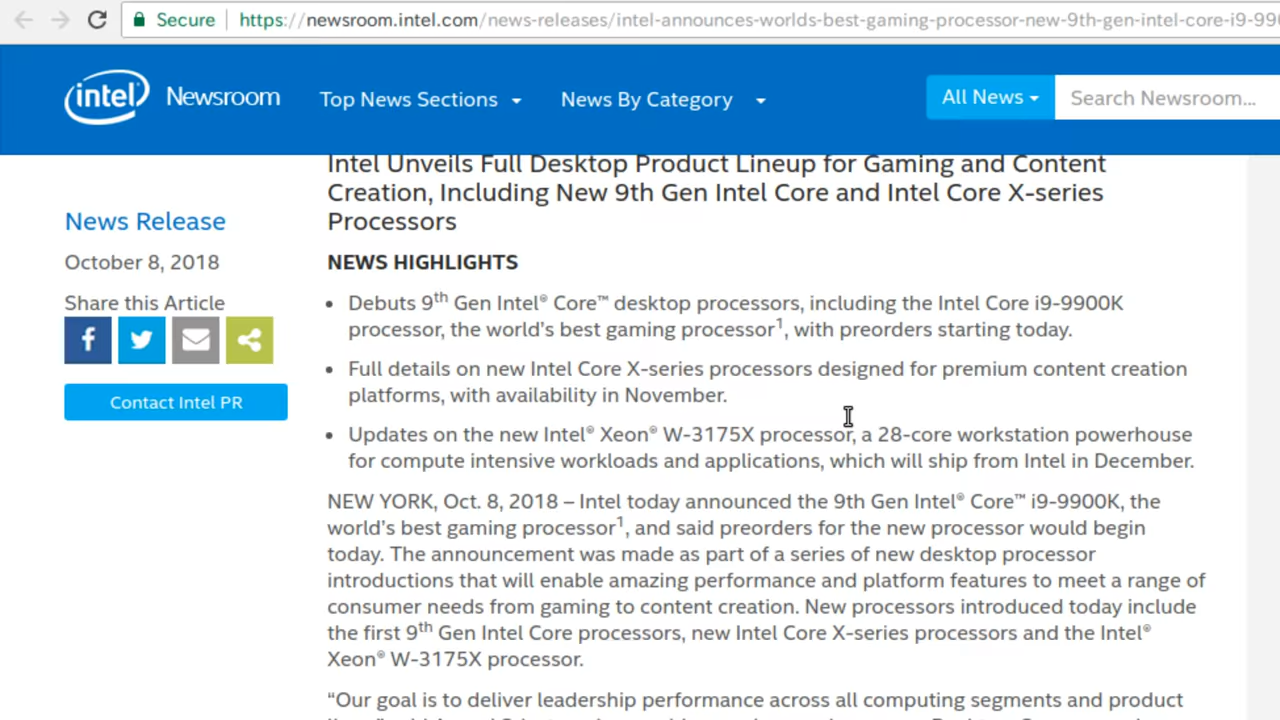 Secure https://newsroom.intel.com/news-releases/intel-announces-worlds-best-gaming-processor-new-9th-gen-intel-core-i9-990
intel Newsroom Top News Sections News By Category All News Search Newsroom...
Intel Unveils Full Desktop Product Lineup for Gaming and Content
Creation, Including New 9th Gen Intel Core and Intel Core X-series
Processors
News Release
October 8, 2018
Share this Article
Contact Intel PR
NEWS HIGHLIGHTS
• Debuts 9th Gen Intel® Core™ desktop processors, including the Intel Core i9-9900K
processor, the world's best gaming processor1, with preorders starting today.
• Full details on new Intel Core X-series processors designed for premium content creation
platforms, with availability in November.
• Updates on the new Intel® Xeon® W-3175X processor, a 28-core workstation powerhouse
for compute intensive workloads and applications, which will ship from Intel in December.
NEW YORK, Oct. 8, 2018 – Intel today announced the 9th Gen Intel® Core™ i9-9900K, the
world's best gaming processor1, and said preorders for the new processor would begin
today. The announcement was made as part of a series of new desktop processor
introductions that will enable amazing performance and platform features to meet a range of
consumer needs from gaming to content creation. New processors introduced today include
the first 9th Gen Intel Core processors, new Intel Core X-series processors and the Intel®
Xeon® W-3175X processor.
“Our goal is to deliver leadership performance across all computing segments and product